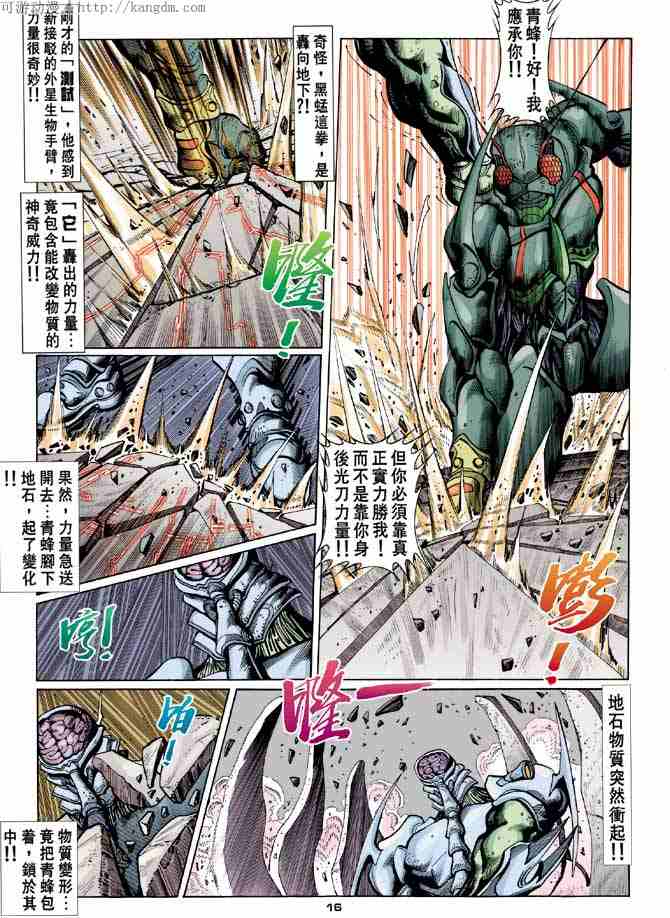 可游动漫★http://kangdm.com
青蜂！好！我
應承你！！
奇怪，黑蜢這拳，是
轟向地下？！
剛才的「測試」，他感到
新接駁的外星生物手臂，
力量很奇妙！！
「它」轟出的力量…
竟包含能改變物質的
神奇威力！！
隆！
但你必須靠真
正實力勝我！
而不是靠你身
後光刀力量！！
嘭！
果然，力量急送
開去…青蜂腳下
地石，起了變化
！！
地石物質突然衝起！！
隆一！
物質變形…
竟把青蜂包
着，鎖於其
中！！
16